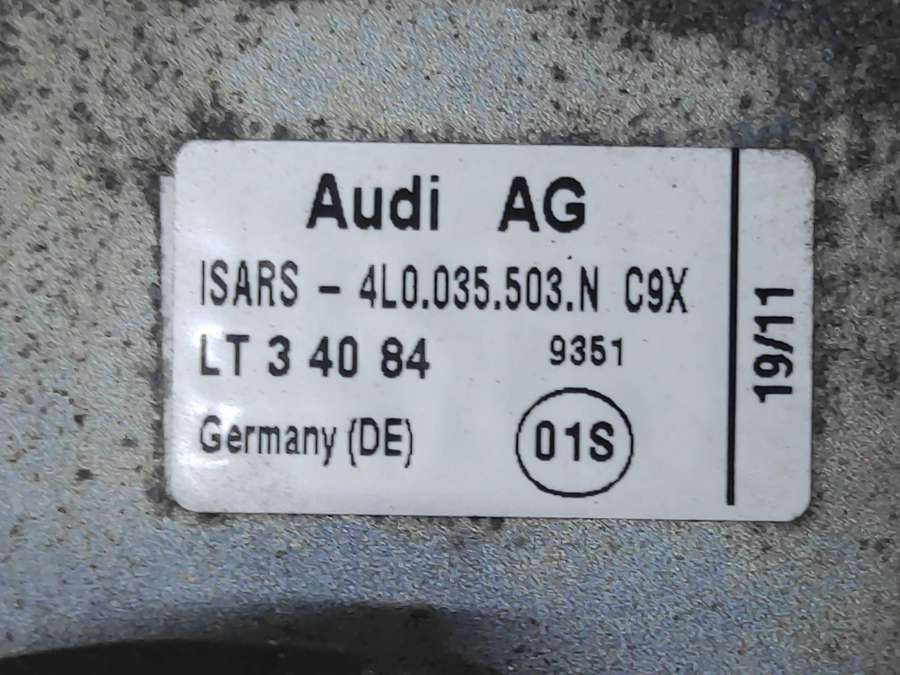 Audi AG
ISARS - 4L0.035.503.N C9X
LT 3 40 84 9351
Germany (DE) 01S
19/11